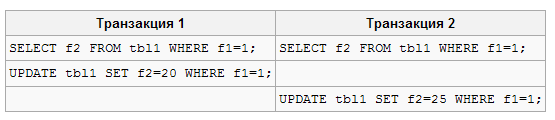 Транзакция 1 Транзакция 2
SELECT f2 FROM tbl1 WHERE f1=1; SELECT f2 FROM tbl1 WHERE f1=1;
UPDATE tbl1 SET f2=20 WHERE f1=1;
UPDATE tbl1 SET f2=25 WHERE f1=1;